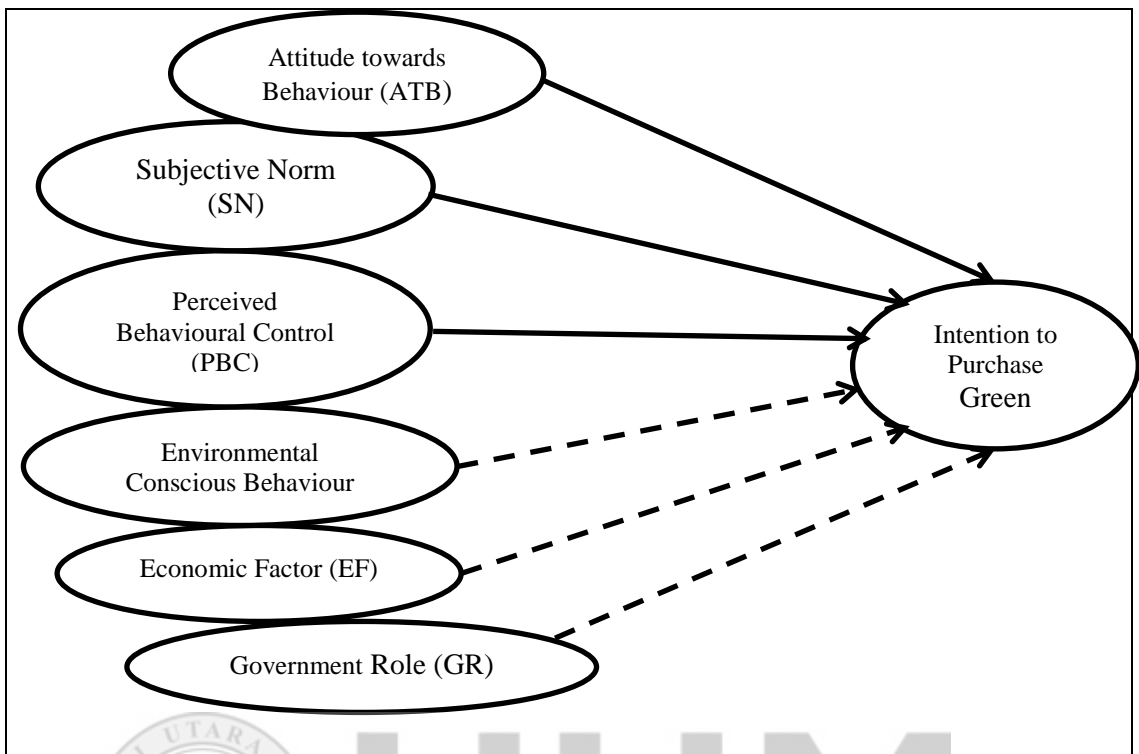 Attitude towards
Behaviour (ATB)
Subjective Norm
(SN)
Perceived
Behavioural Control
(PBC)
Environmental
Conscious Behaviour
Economic Factor (EF)
Government Role (GR)
Intention to
Purchase
Green
UTARA